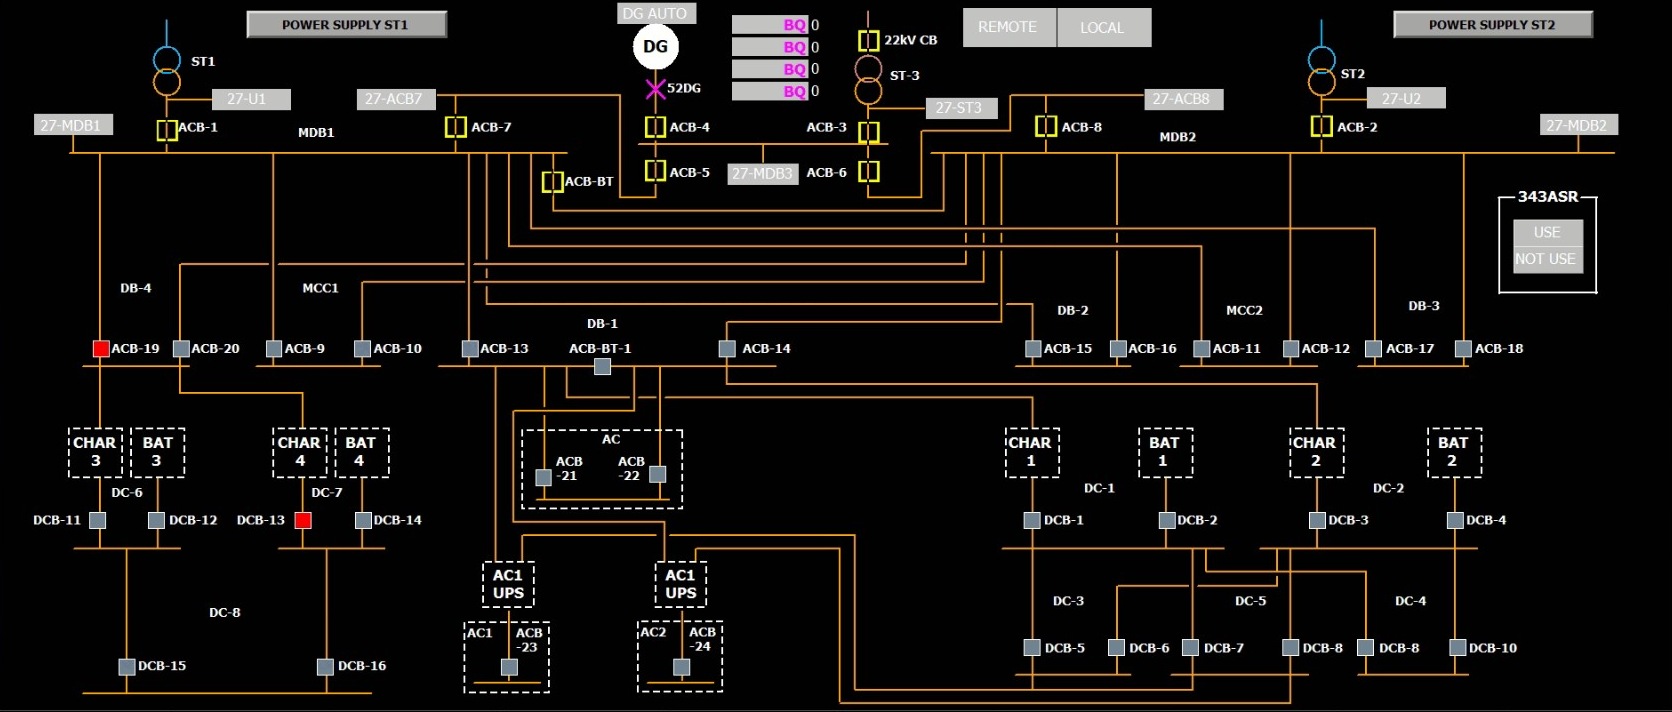 POWER SUPPLY ST1
DG AUTO
DG
52DG
BQ 0
BQ 0
BQ 0
BQ 0
22kV CB
ST-3
REMOTE
LOCAL
POWER SUPPLY ST2
ST1
ST2
27-U1
27-ACB7
27-ST3
27-ACB8
27-U2
27-MDB1
ACB-1
MDB1
ACB-7
ACB-4
ACB-3
ACB-8
MDB2
ACB-2
27-MDB2
ACB-BT
ACB-5
27-MDB3
ACB-6
343ASR
USE
NOT USE
DB-4
MCC1
DB-1
DB-2
MCC2
DB-3
ACB-19
ACB-20
ACB-9
ACB-10
ACB-13
ACB-BT-1
ACB-14
ACB-15
ACB-16
ACB-11
ACB-12
ACB-17
ACB-18
CHAR
3
BAT
3
CHAR
4
BAT
4
AC
ACB
-21
ACB
-22
CHAR
1
BAT
1
CHAR
2
BAT
2
DC-6
DC-7
DC-1
DC-2
DCB-11
DCB-12
DCB-13
DCB-14
DCB-1
DCB-2
DCB-3
DCB-4
AC1
UPS
AC1
UPS
DC-8
DC-3
DC-5
DC-4
AC1
ACB
-23
AC2
ACB
-24
DCB-5
DCB-6
DCB-7
DCB-8
DCB-8
DCB-10
DCB-15
DCB-16